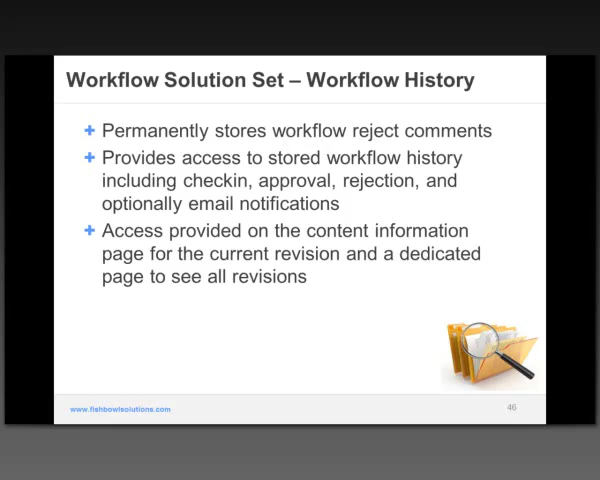 Workflow Solution Set – Workflow History
Permanently stores workflow reject comments
Provides access to stored workflow history
including checkin, approval, rejection, and
optionally email notifications
Access provided on the content information
page for the current revision and a dedicated
page to see all revisions
www.fishbowlsolutions.com
46